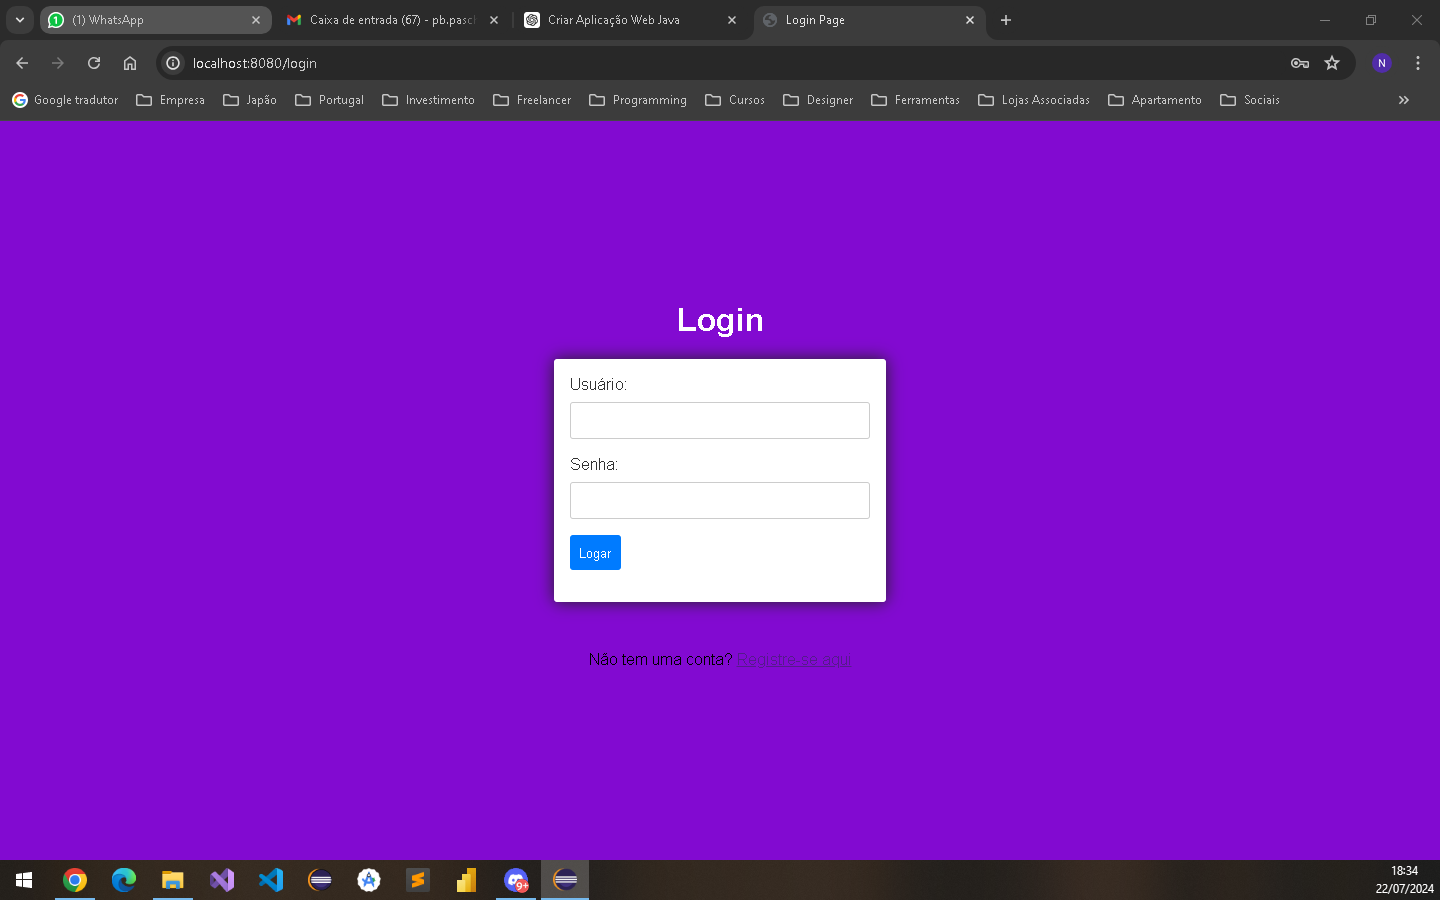 (1) WhatsApp
Caixa de entrada (67) - pb.pasc
Criar Aplicação Web Java
Login Page
localhost:8080/login
N
Google tradutor
Empresa
Japão
Portugal
Investimento
Freelancer
Programming
Cursos
Designer
Ferramentas
Lojas Associadas
Apartamento
Sociais
Login
Usuário:
Senha:
Logar
Não tem uma conta? Registre-se aqui
9+
18:34
22/07/2024